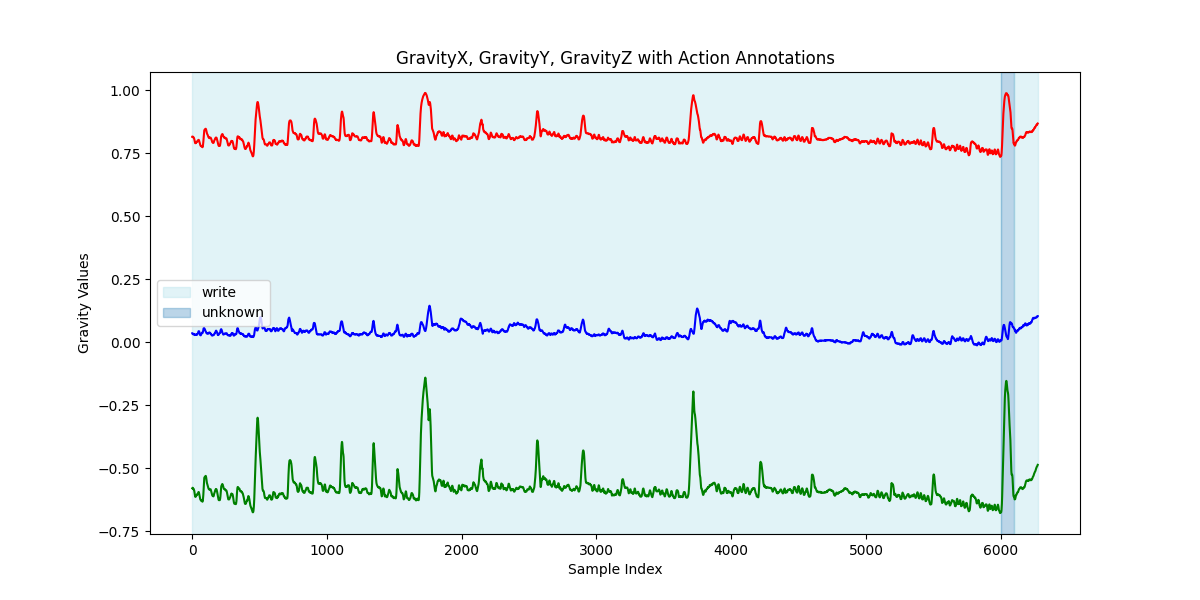 GravityX, GravityY, GravityZ with Action Annotations
1.00
0.75
0.50
0.25
0.00
−0.25
−0.50
−0.75
Gravity Values
write
unknown
0 1000 2000 3000 4000 5000 6000
Sample Index